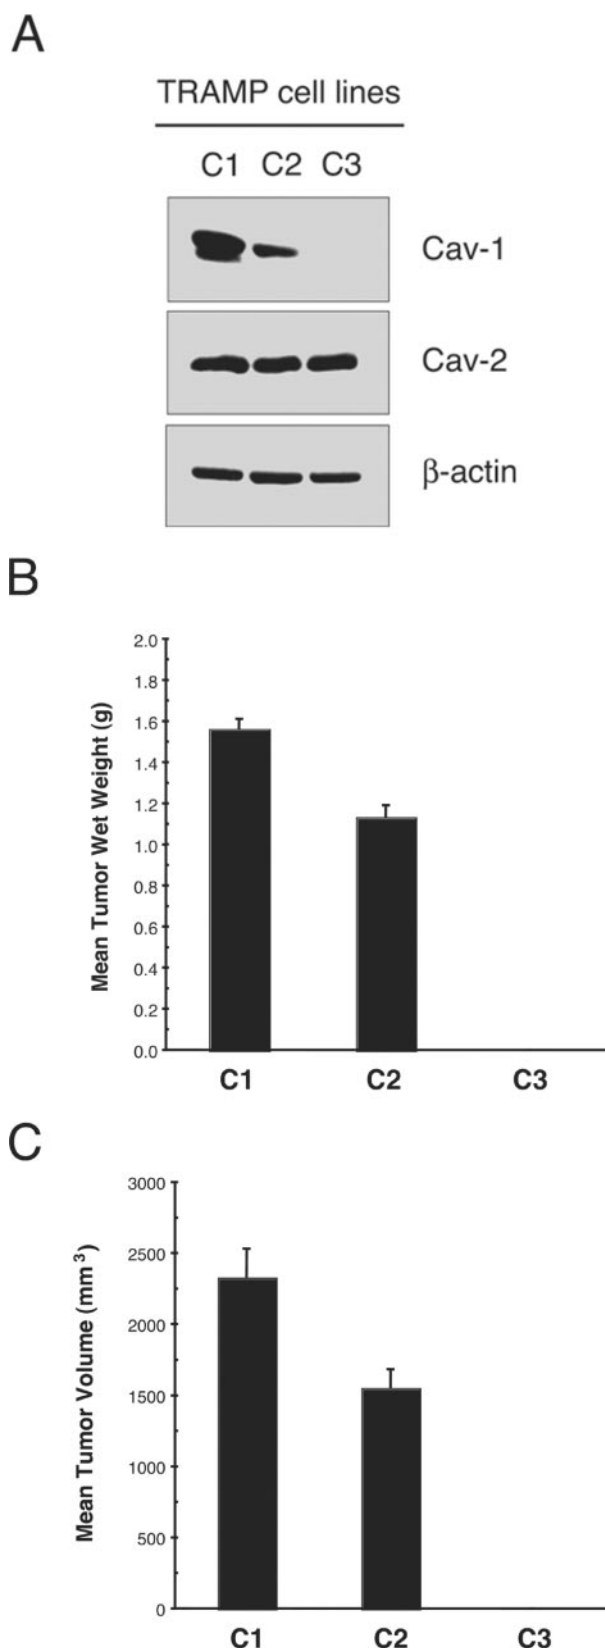 A
TRAMP cell lines
C1 C2 C3
Cav-1
Cav-2
β-actin
B
Mean Tumor Wet Weight (g)
2.0
1.8
1.6
1.4
1.2
1.0
0.8
0.6
0.4
0.2
0.0
C1 C2 C3
C
Mean Tumor Volume (mm³)
3000
2500
2000
1500
1000
500
0
C1 C2 C3